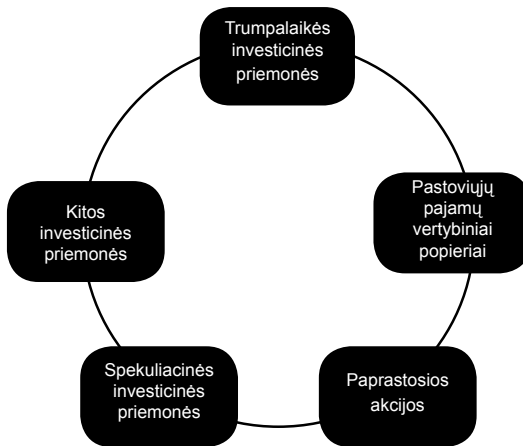 Trumpalaikės
investicinės
priemonės
Pastoviųjų
pajamų
vertybiniai
popieriai
Paprastosios
akcijos
Spekuliacinės
investicinės
priemonės
Kitos
investicinės
priemonės